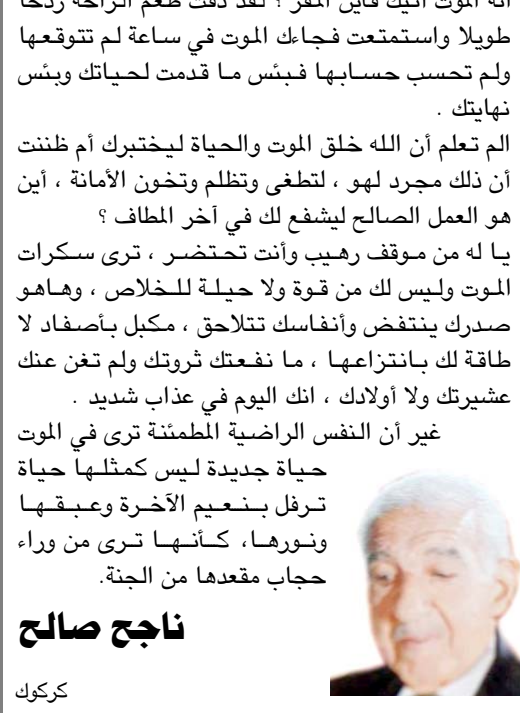 انه الموت اتيك فأين المفر ؟ لقد ذقت طعم الراحة ردحا
طويلا واستمتعت فجاءك الموت في ساعة لم تتوقعها
ولم تحسب حسابها فبئس ما قدمت لحياتك وبئس
نهايتك .
الم تعلم أن الله خلق الموت والحياة ليختبرك أم ظننت
أن ذلك مجرد لهو ، لتطغى وتظلم وتخون الأمانة ، أين
هو العمل الصالح ليشفع لك في آخر المطاف ؟
يا له من موقف رهيب وأنت تحتضر ، ترى سكرات
الموت وليس لك من قوة ولا حيلة للخلاص ، وهاهو
صدرك ينتفض وأنفاسك تتلاحق ، مكبل بأصفاد لا
طاقة لك بانتزاعها ، ما نفعتك ثروتك ولم تغن عنك
عشيرتك ولا أولادك ، انك اليوم في عذاب شديد .
غير أن النفس الراضية المطمئنة ترى في الموت
حياة جديدة ليس كمثلها حياة
ترفل بنعيم الآخرة وعبقها
ونورها، كأنها ترى من وراء
حجاب مقعدها من الجنة.
ناجح صالح
كركوك